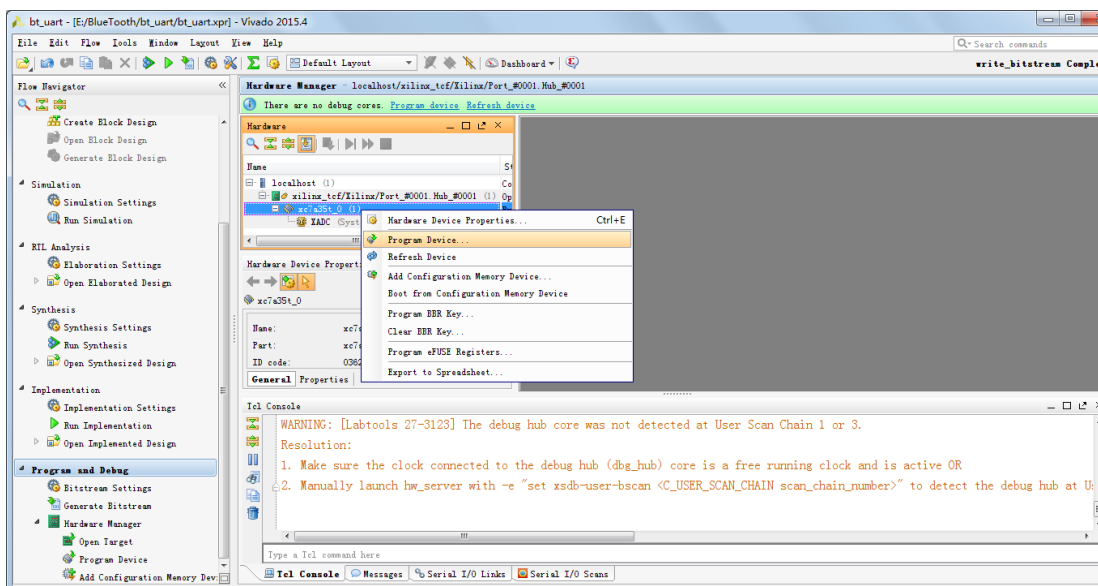 bt_uart - [E:/BlueTooth/bt_uart/bt_uart.xpr] - Vivado 2015.4
File Edit Flow Tools Window Layout View Help
Search commands
Default Layout
Dashboard
write_bitstream Comple
Flow Navigator
Create Block Design
Open Block Design
Generate Block Design
Simulation
Simulation Settings
Run Simulation
RTL Analysis
Elaboration Settings
Open Elaborated Design
Synthesis
Synthesis Settings
Run Synthesis
Open Synthesized Design
Implementation
Implementation Settings
Run Implementation
Open Implemented Design
Program and Debug
Bitstream Settings
Generate Bitstream
Hardware Manager
Open Target
Program Device
Add Configuration Memory Dev
Hardware Manager - localhost/xilinx_tcf/Xilinx/Port_#0001.Hub_#0001
There are no debug cores. Program device Refresh device
Hardware
Name
St
localhost (1)
Co
xilinx_tcf/Xilinx/Port_#0001.Hub_#0001 (1)
Op
xc7a35t_0 (1)
XADC (Syst
Hardware Device Properties... Ctrl+E
Program Device...
Refresh Device
Add Configuration Memory Device...
Boot from Configuration Memory Device
Program BBR Key...
Clear BBR Key...
Program eFUSE Registers...
Export to Spreadsheet...
Hardware Device Propert
xc7a35t_0
Name: xc7a
Part: xc7a
ID code: 0362
General Properties
Tcl Console
WARNING: [Labtools 27-3123] The debug hub core was not detected at User Scan Chain 1 or 3.
Resolution:
1. Make sure the clock connected to the debug hub (dbg_hub) core is a free running clock and is active OR
2. Manually launch hw_server with -e "set xsdb-user-bscan <C_USER_SCAN_CHAIN scan_chain_number>" to detect the debug hub at U
Type a Tcl command here
Tcl Console Messages Serial I/O Links Serial I/O Scans